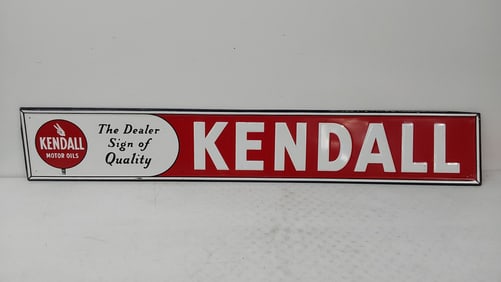 KENDALL
MOTOR OILS
The Dealer
Sign of
Quality
KENDALL